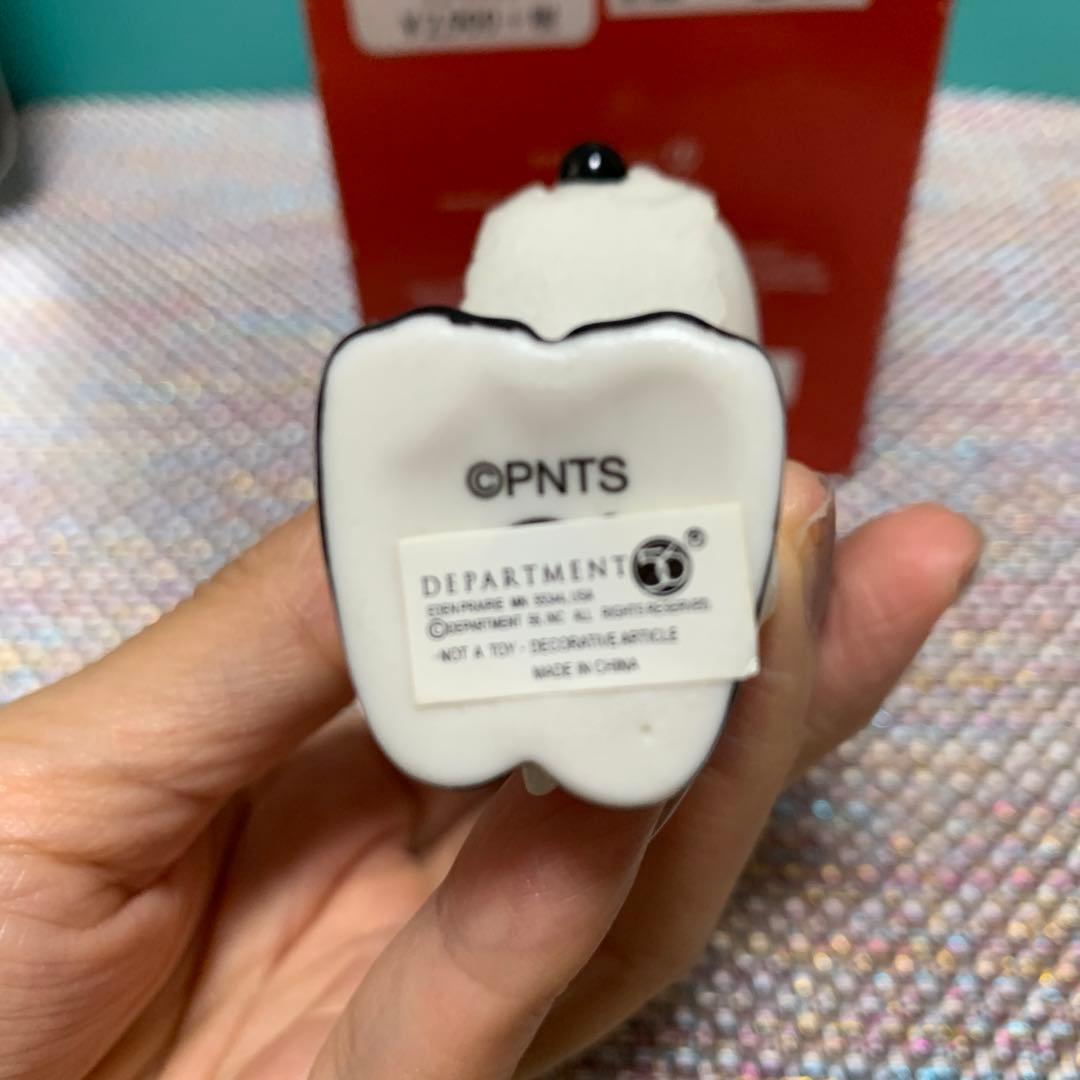 ©PNTS
DEPARTMENT 56®
EDEN PRAIRIE MN 55344, USA
©DEPARTMENT 56, INC ALL RIGHTS RESERVED.
-NOT A TOY - DECORATIVE ARTICLE
MADE IN CHINA